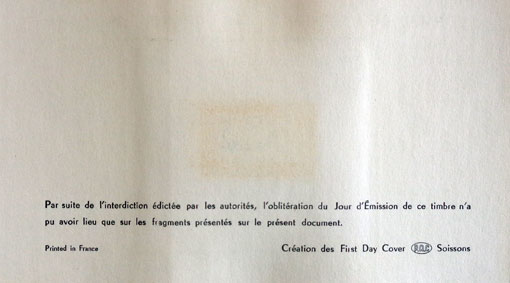 Par suite de l'interdiction édictée par les autorités, l'oblitération du Jour d'Émission de ce timbre n'a
pu avoir lieu que sur les fragments présentés sur le présent document.
Printed in France
Création des First Day Cover Soissons